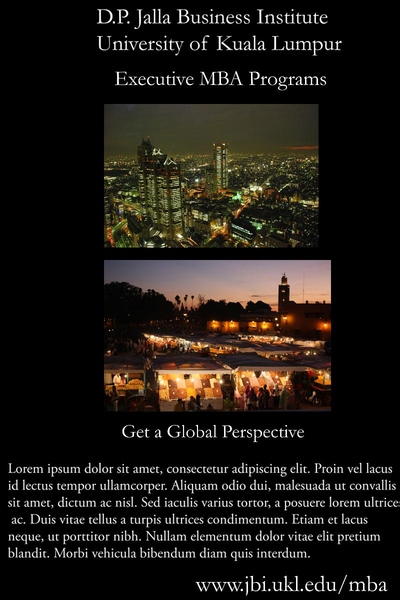 D.P. Jalla Business Institute
University of Kuala Lumpur
Executive MBA Programs
Get a Global Perspective
Lorem ipsum dolor sit amet, consectetur adipiscing elit. Proin vel lacus
id lectus tempor ullamcorper. Aliquam odio dui, malesuada ut convallis
sit amet, dictum ac nisl. Sed iaculis varius tortor, a posuere lorem ultrices
ac. Duis vitae tellus a turpis ultrices condimentum. Etiam et lacus
neque, ut porttitor nibh. Nullam elementum dolor vitae elit pretium
blandit. Morbi vehicula bibendum diam quis interdum.
www.jbi.ukl.edu/mba